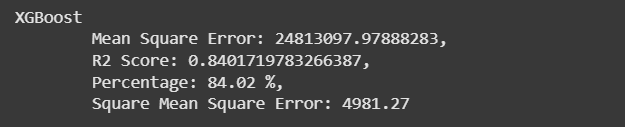 XGBoost
Mean Square Error: 24813097.97888283,
R2 Score: 0.8401719783266387,
Percentage: 84.02 %,
Square Mean Square Error: 4981.27